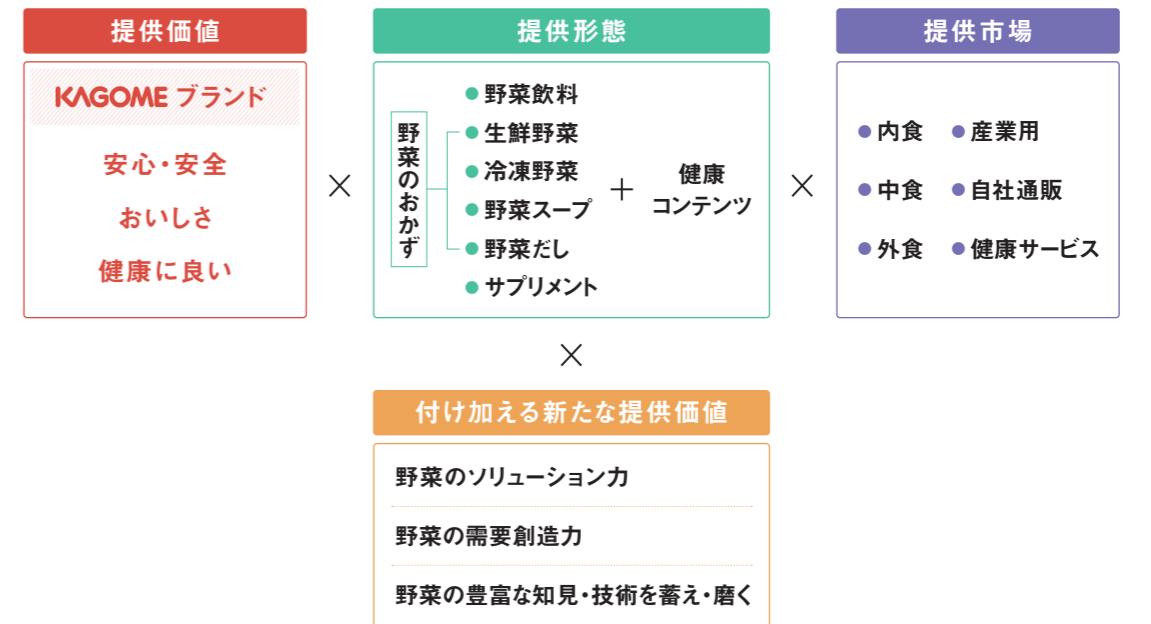 提供価値
KAGOME ブランド
安心・安全
おいしさ
健康に良い
×
提供形態
野菜のおかず
● 野菜飲料
● 生鮮野菜
● 冷凍野菜
● 野菜スープ
● 野菜だし
● サプリメント
+
健康
コンテンツ
×
提供市場
● 内食 ● 産業用
● 中食 ● 自社通販
● 外食 ● 健康サービス
×
付け加える新たな提供価値
野菜のソリューション力
野菜の需要創造力
野菜の豊富な知見・技術を蓄え・磨く